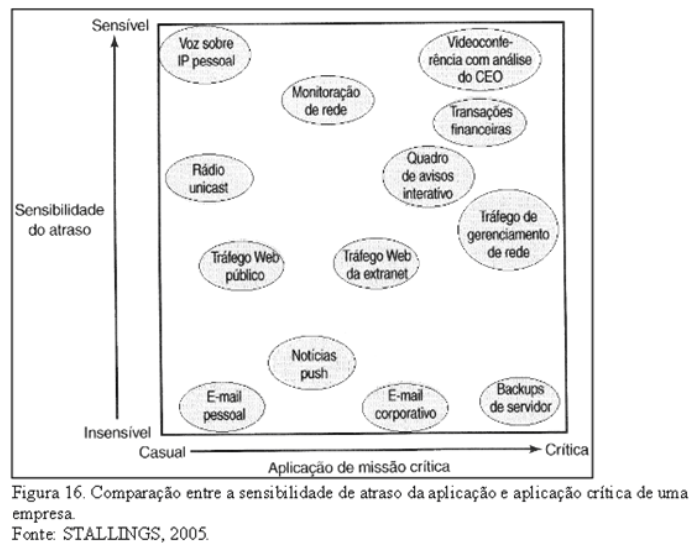 Sensível
Voz sobre
IP pessoal
Videoconfe-
rência com análise
do CEO
Monitoração
de rede
Transações
financeiras
Quadro
de avisos
interativo
Rádio
unicast
Sensibilidade
do atraso
Tráfego de
gerenciamento
de rede
Tráfego Web
público
Tráfego Web
da extranet
Notícias
push
E-mail
pessoal
E-mail
corporativo
Backups
de servidor
Insensível
Casual
Crítica
Aplicação de missão crítica
Figura 16. Comparação entre a sensibilidade de atraso da aplicação e aplicação crítica de uma
empresa.
Fonte: STALLINGS, 2005.